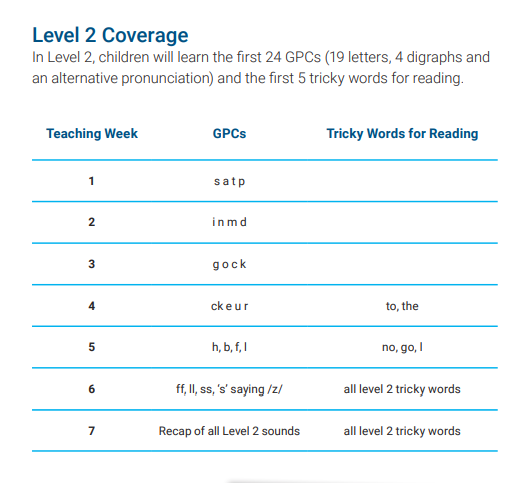 Level 2 Coverage
In Level 2, children will learn the first 24 GPCs (19 letters, 4 digraphs and
an alternative pronunciation) and the first 5 tricky words for reading.
Teaching Week GPCs Tricky Words for Reading
1 s a t p
2 i n m d
3 g o c k
4 ck e u r to, the
5 h, b, f, l no, go, I
6 ff, ll, ss, ‘s’ saying /z/ all level 2 tricky words
7 Recap of all Level 2 sounds all level 2 tricky words